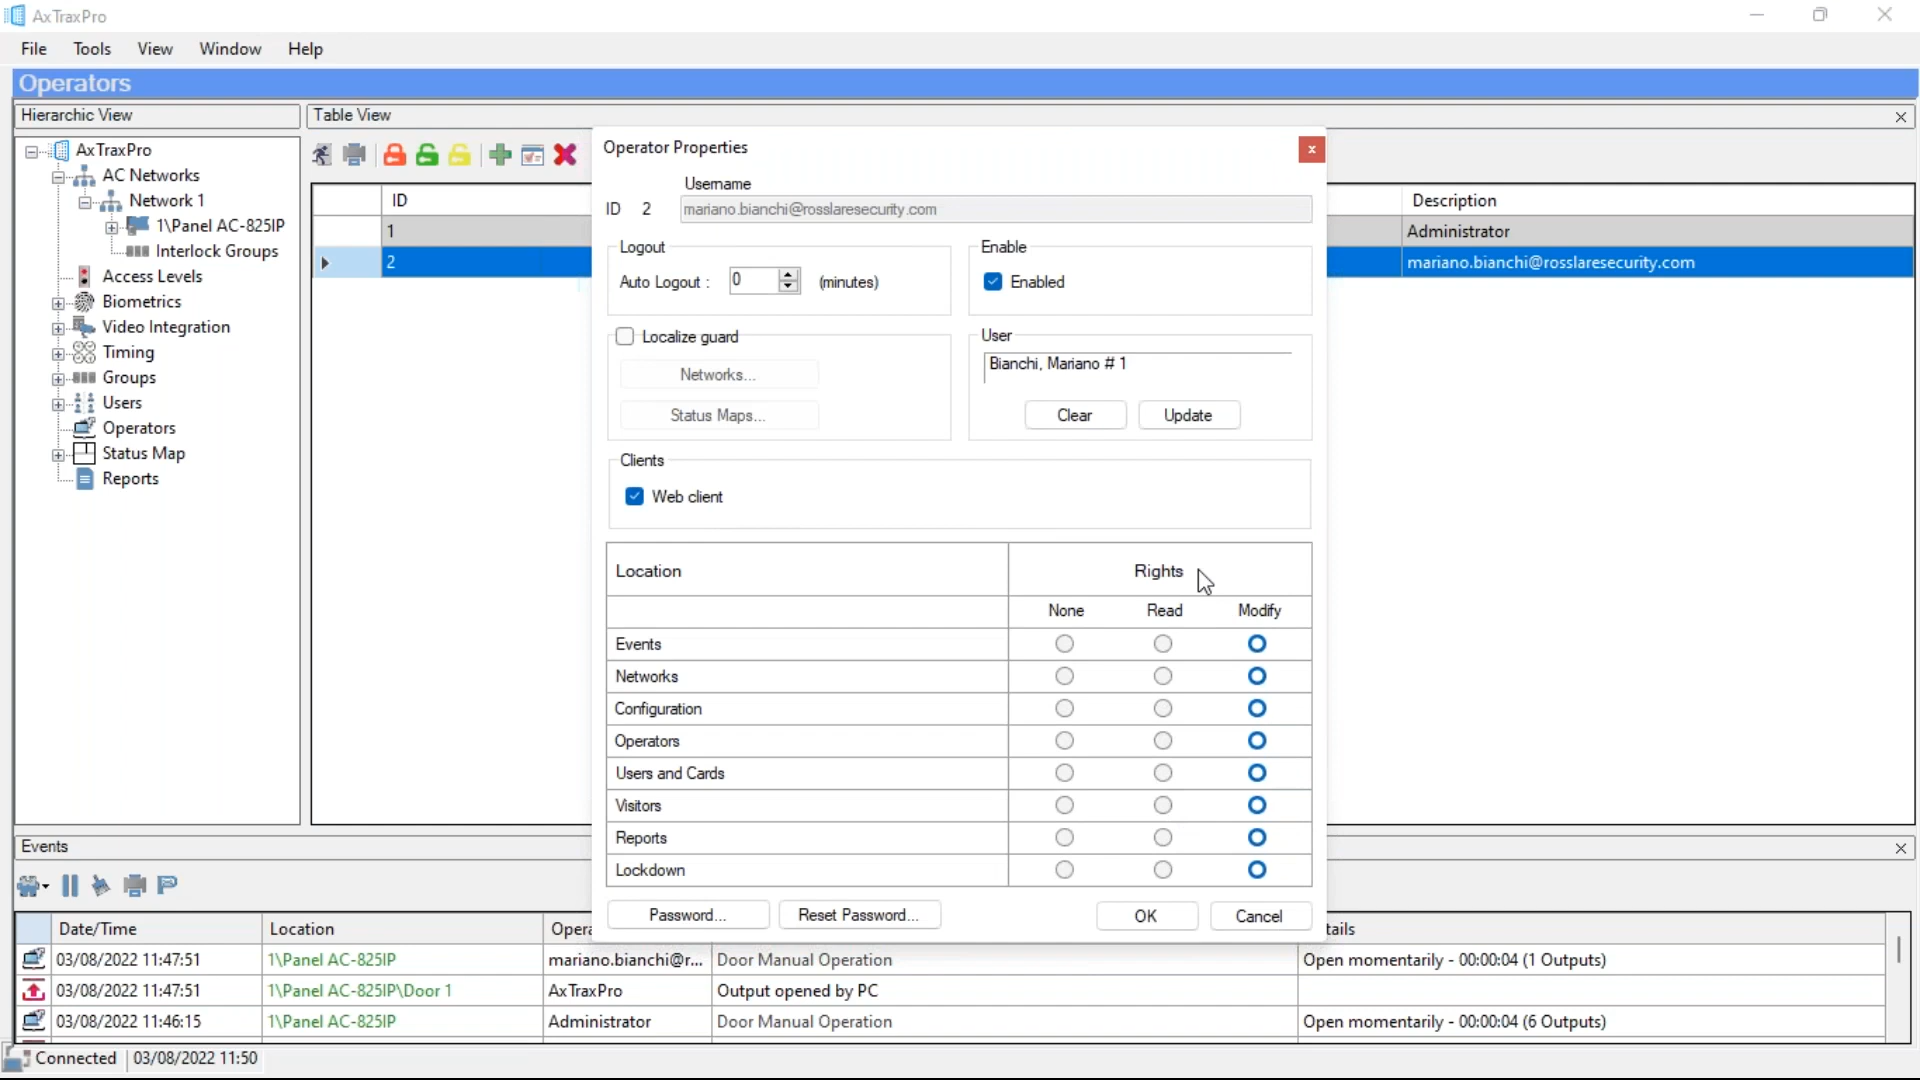 AxTraxPro
File Tools View Window Help
Operators
Hierarchic View
AxTraxPro
AC Networks
Network 1
1\Panel AC-825IP
Interlock Groups
Access Levels
Biometrics
Video Integration
Timing
Groups
Users
Operators
Status Map
Reports
Table View
ID Description
1 Administrator
2 mariano.bianchi@rosslaresecurity.com
Operator Properties
Username
ID 2 mariano.bianchi@rosslaresecurity.com
Logout
Auto Logout : 0 (minutes)
Enable
Enabled
Localize guard
Networks...
Status Maps...
User
Bianchi, Mariano # 1
Clear Update
Clients
Web client
Location Rights
None Read Modify
Events
Networks
Configuration
Operators
Users and Cards
Visitors
Reports
Lockdown
Password... Reset Password... OK Cancel
Events
Date/Time Location Opera tails
03/08/2022 11:47:51 1\Panel AC-825IP mariano.bianchi@r... Door Manual Operation Open momentarily - 00:00:04 (1 Outputs)
03/08/2022 11:47:51 1\Panel AC-825IP\Door 1 AxTraxPro Output opened by PC
03/08/2022 11:46:15 1\Panel AC-825IP Administrator Door Manual Operation Open momentarily - 00:00:04 (6 Outputs)
Connected 03/08/2022 11:50